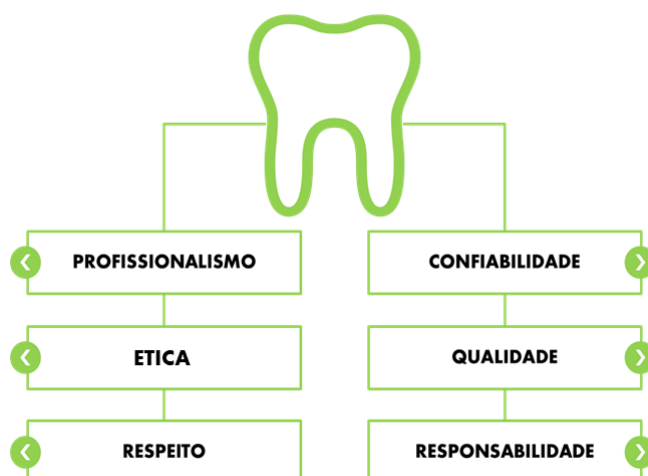 PROFISSIONALISMO
CONFIABILIDADE
ETICA
QUALIDADE
RESPEITO
RESPONSABILIDADE